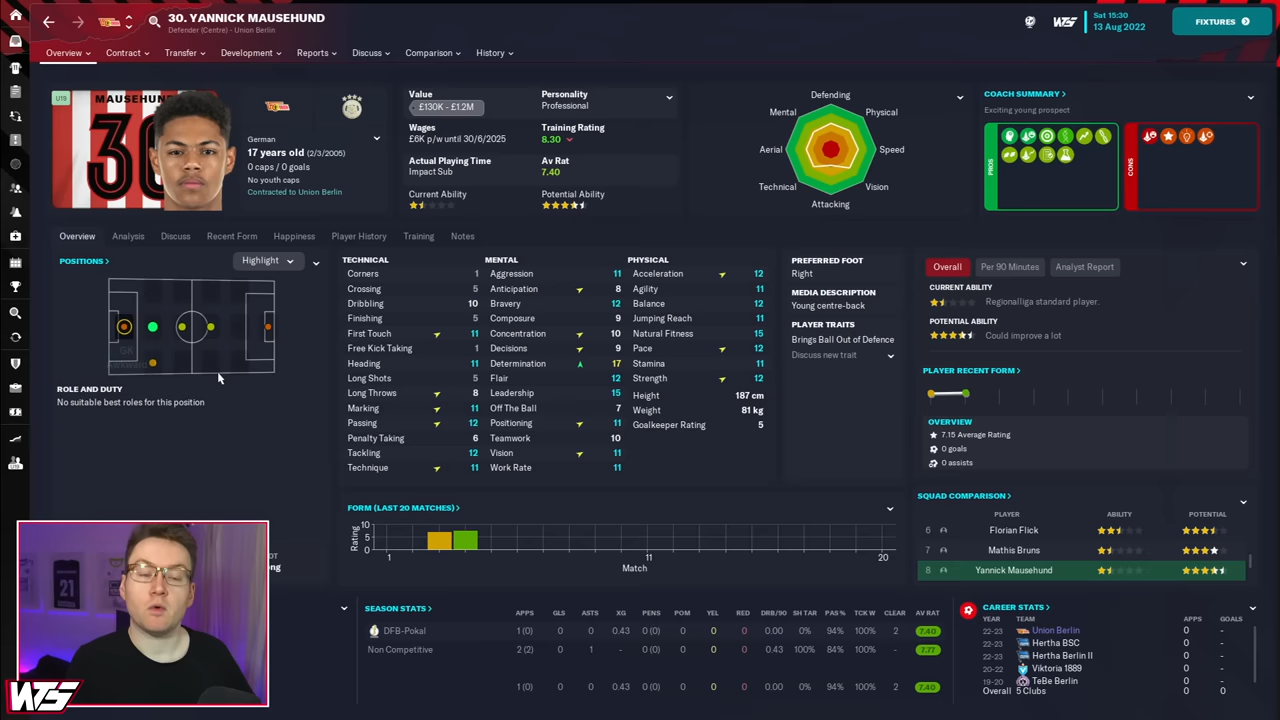 30. YANNICK MAUSEHUND
Defender (Centre) - Union Berlin
WTS
Sat 15:30
13 Aug 2022
FIXTURES
Overview
Contract
Transfer
Development
Reports
Discuss
Comparison
History
U19
MAUSEHUND
30
German
17 years old (2/3/2005)
0 caps / 0 goals
No youth caps
Contracted to Union Berlin
Value
£130K - £1.2M
Personality
Professional
Wages
£6K p/w until 30/6/2025
Training Rating
8.30
Actual Playing Time
Impact Sub
Av Rat
7.40
Current Ability
Potential Ability
Defending
Mental
Physical
Aerial
Speed
Technical
Vision
Attacking
COACH SUMMARY
Exciting young prospect
PROS
CONS
Overview
Analysis
Discuss
Recent Form
Happiness
Player History
Training
Notes
POSITIONS
Highlight
GK
Awkward
ROLE AND DUTY
No suitable best roles for this position
TECHNICAL
Corners 1
Crossing 5
Dribbling 10
Finishing 5
First Touch 11
Free Kick Taking 1
Heading 11
Long Shots 5
Long Throws 8
Marking 11
Passing 12
Penalty Taking 6
Tackling 12
Technique 11
MENTAL
Aggression 11
Anticipation 8
Bravery 12
Composure 9
Concentration 10
Decisions 9
Determination 17
Flair 12
Leadership 15
Off The Ball 7
Positioning 11
Teamwork 10
Vision 11
Work Rate 11
PHYSICAL
Acceleration 12
Agility 11
Balance 12
Jumping Reach 11
Natural Fitness 15
Pace 12
Stamina 11
Strength 12
Height 187 cm
Weight 81 kg
Goalkeeper Rating 5
PREFERRED FOOT
Right
MEDIA DESCRIPTION
Young centre-back
PLAYER TRAITS
Brings Ball Out of Defence
Discuss new trait
Overall
Per 90 Minutes
Analyst Report
CURRENT ABILITY
Regionalliga standard player.
POTENTIAL ABILITY
Could improve a lot
PLAYER RECENT FORM
OVERVIEW
7.15 Average Rating
0 goals
0 assists
SQUAD COMPARISON
PLAYER ABILITY POTENTIAL
6 Florian Flick
7 Mathis Bruns
8 Yannick Mausehund
FORM (LAST 20 MATCHES)
Rating
10
5
0
1 11 20
Match
SEASON STATS
APPS GLS ASTS XG PENS POM YEL RED DRB/90 SH TAR PAS% TCK W CLEAR AV RAT
DFB-Pokal 1 (0) 0 0 0.43 0 (0) 0 0 0 0.00 0% 94% 100% 2 7.40
Non Competitive 2 (2) 0 1 - 0 (0) 0 0 0 0.43 100% 84% 100% - 7.77
1 (0) 0 0 0.43 0 (0) 0 0 0 0.00 0% 94% 100% 2 7.40
CAREER STATS
YEAR TEAM APPS GOALS
22-23 Union Berlin 0 -
22-23 Hertha BSC 0 -
22-23 Hertha Berlin II 0 -
20-22 Viktoria 1889 0 -
19-20 TeBe Berlin 0 -
Overall 5 Clubs 0 0
21
WTS